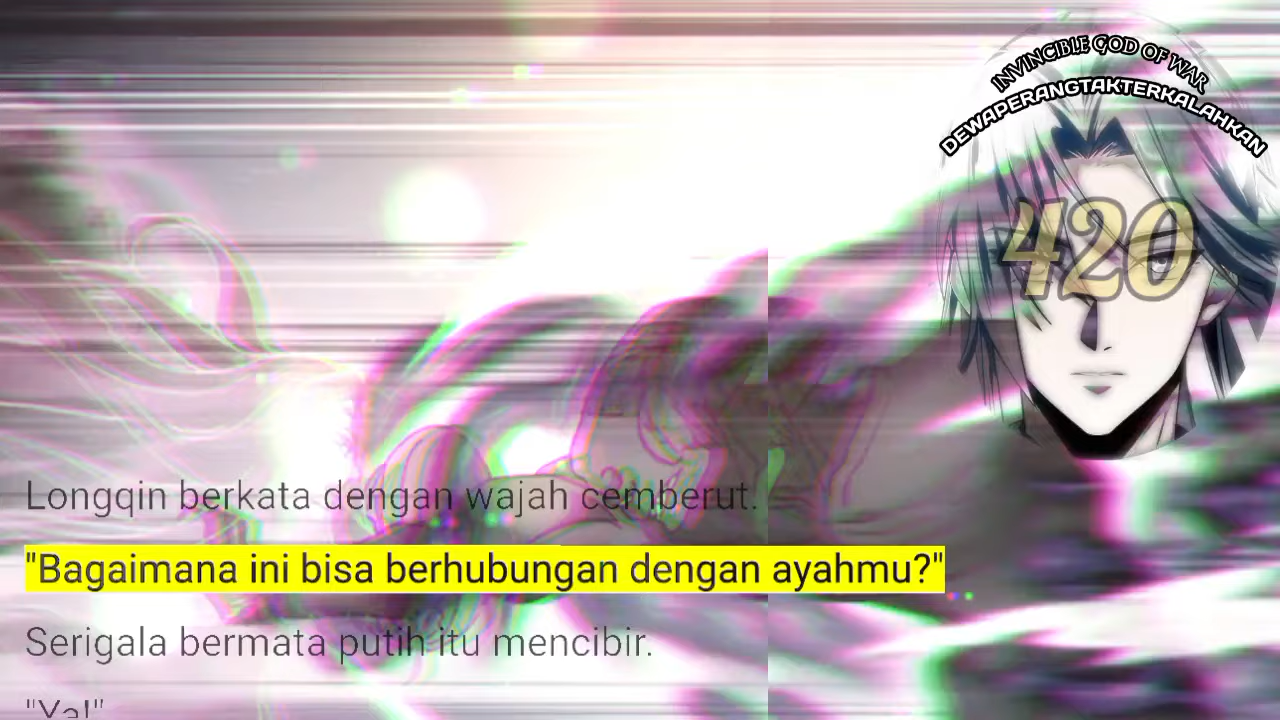 INVINCIBLE GOD OF WAR
DEWAPERANGTAKTERKALAHKAN
420
Longqin berkata dengan wajah cemberut.
"Bagaimana ini bisa berhubungan dengan ayahmu?"
Serigala bermata putih itu mencibir.
"Ya!"